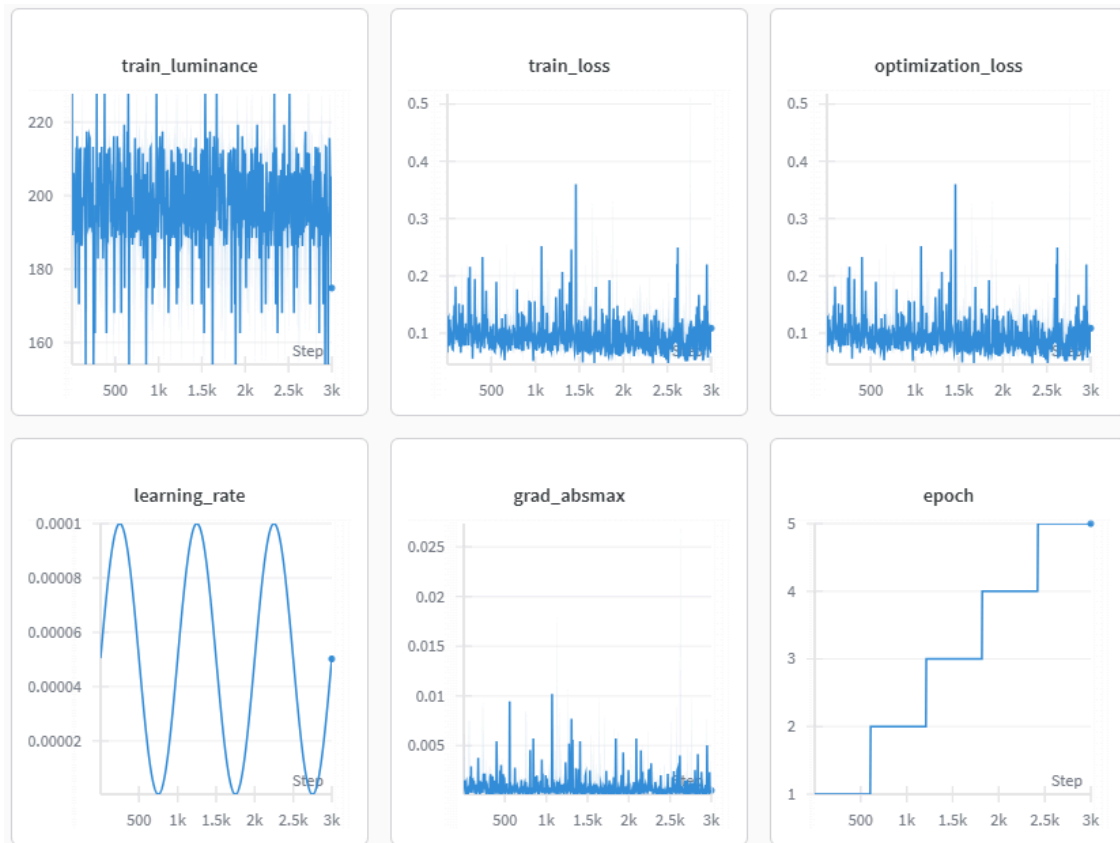 train_luminance
220
200
180
160
Step
500 1k 1.5k 2k 2.5k 3k
train_loss
0.5
0.4
0.3
0.2
0.1
Step
500 1k 1.5k 2k 2.5k 3k
optimization_loss
0.5
0.4
0.3
0.2
0.1
Step
500 1k 1.5k 2k 2.5k 3k
learning_rate
0.0001
0.00008
0.00006
0.00004
0.00002
Step
500 1k 1.5k 2k 2.5k 3k
grad_absmax
0.025
0.02
0.015
0.01
0.005
Step
500 1k 1.5k 2k 2.5k 3k
epoch
5
4
3
2
1
Step
500 1k 1.5k 2k 2.5k 3k